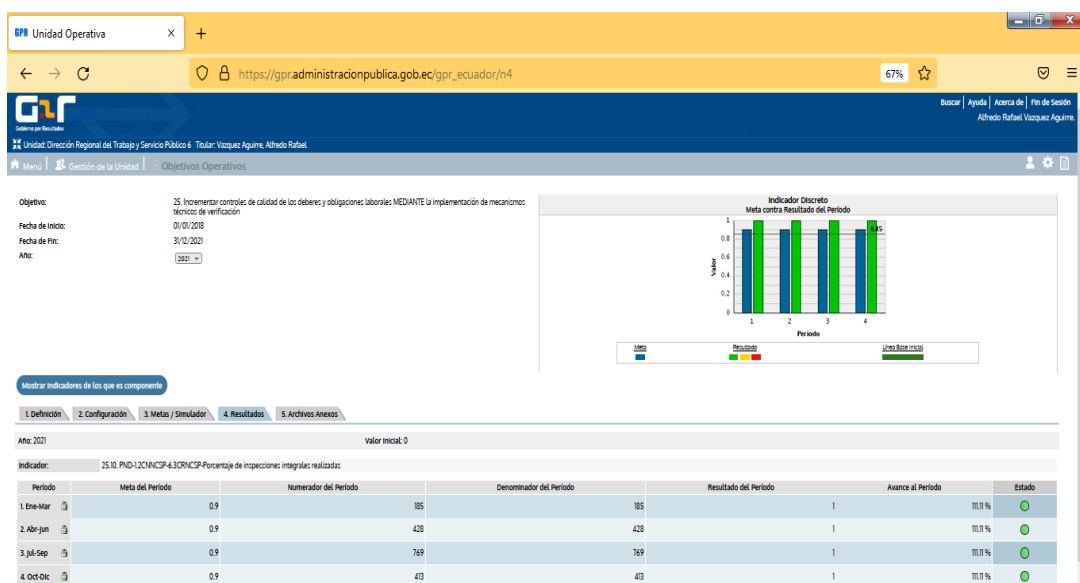 GPR Unidad Operativa
https://gpr.administracionpublica.gob.ec/gpr_ecuador/n4
67%
Buscar | Ayuda | Acerca de | Fin de Sesión
Alfredo Rafael Vazquez Aguirre.
GPR
Gobierno por Resultados
Unidad: Dirección Regional del Trabajo y Servicio Público 6 Titular: Vazquez Aguirre, Alfredo Rafael
Menú | Gestión de la Unidad | Objetivos Operativos
Objetivo: 25. Incrementar controles de calidad de los deberes y obligaciones laborales MEDIANTE la implementación de mecanismos
técnicos de verificación
Fecha de Inicio: 01/01/2018
Fecha de Fin: 31/12/2021
Año: 2021
Indicador Discreto
Meta contra Resultado del Período
1
0.8
0.6
0.4
0.2
0
Valor
0.85
1 2 3 4
Período
Meta Resultado Línea Base Inicial
Mostrar Indicadores de los que es componente
1. Definición 2. Configuración 3. Metas / Simulador 4. Resultados 5. Archivos Anexos
Año: 2021 Valor Inicial: 0
Indicador: 25.10. PND-1.2CNNCSP-6.3CRNCSP-Porcentaje de inspecciones integrales realizadas
Período Meta del Período Numerador del Período Denominador del Período Resultado del Período Avance al Período Estado
1. Ene-Mar 0.9 185 185 1 111.11 %
2. Abr-Jun 0.9 428 428 1 111.11 %
3. Jul-Sep 0.9 769 769 1 111.11 %
4. Oct-Dic 0.9 413 413 1 111.11 %